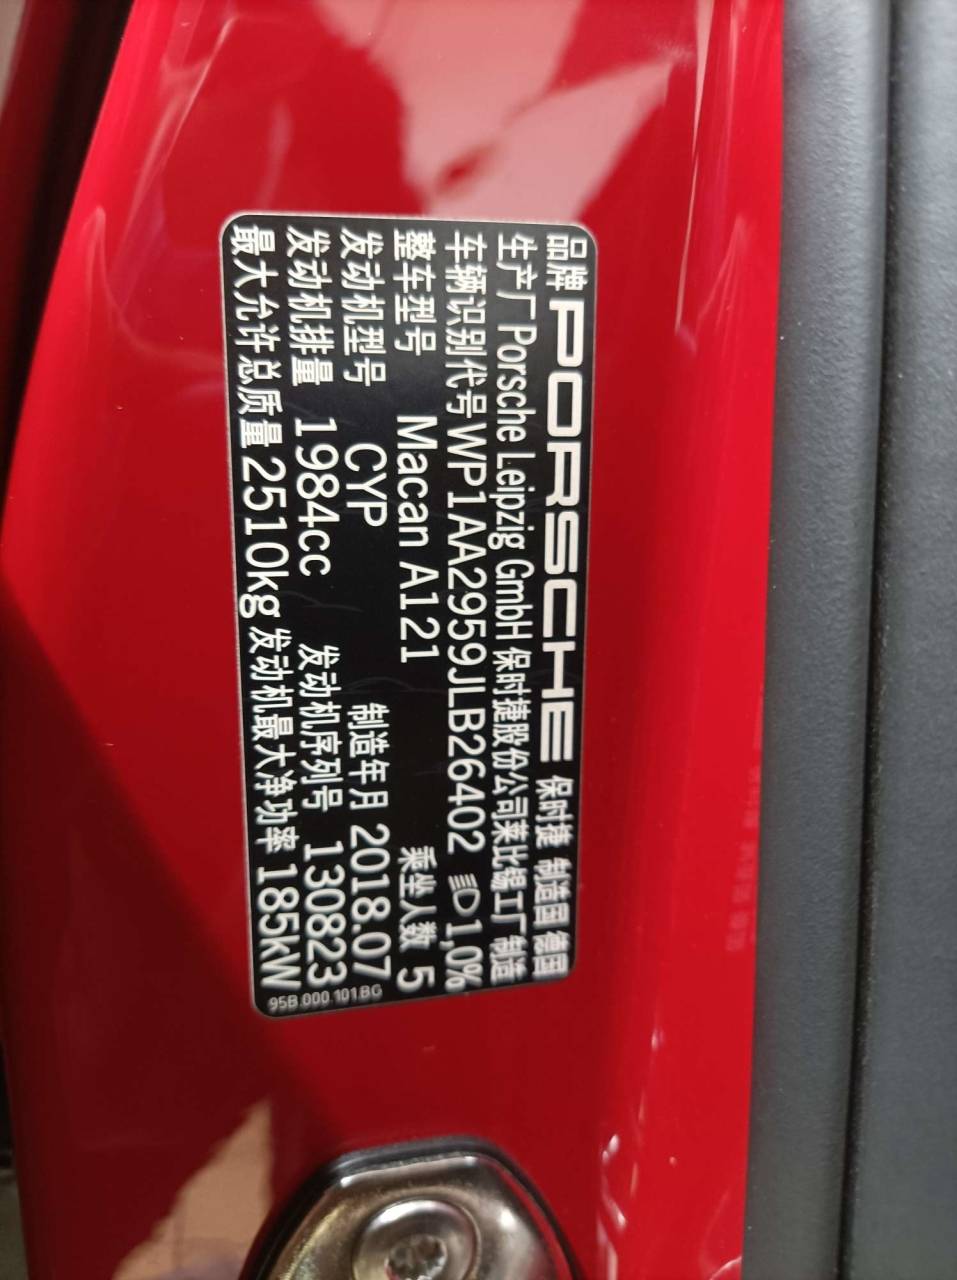 品牌 PORSCHE 保时捷 制造国 德国
生产厂 Porsche Leipzig GmbH 保时捷股份公司莱比锡工厂 制造
车辆识别代号 WP1AA2959JLB26402 1,0%
整车型号 Macan A121 乘坐人数 5
发动机型号 CYP 制造年月 2018.07
发动机排量 1984cc 发动机序列号 130823
最大允许总质量 2510kg 发动机最大净功率 185kW
95B.000.101.BG